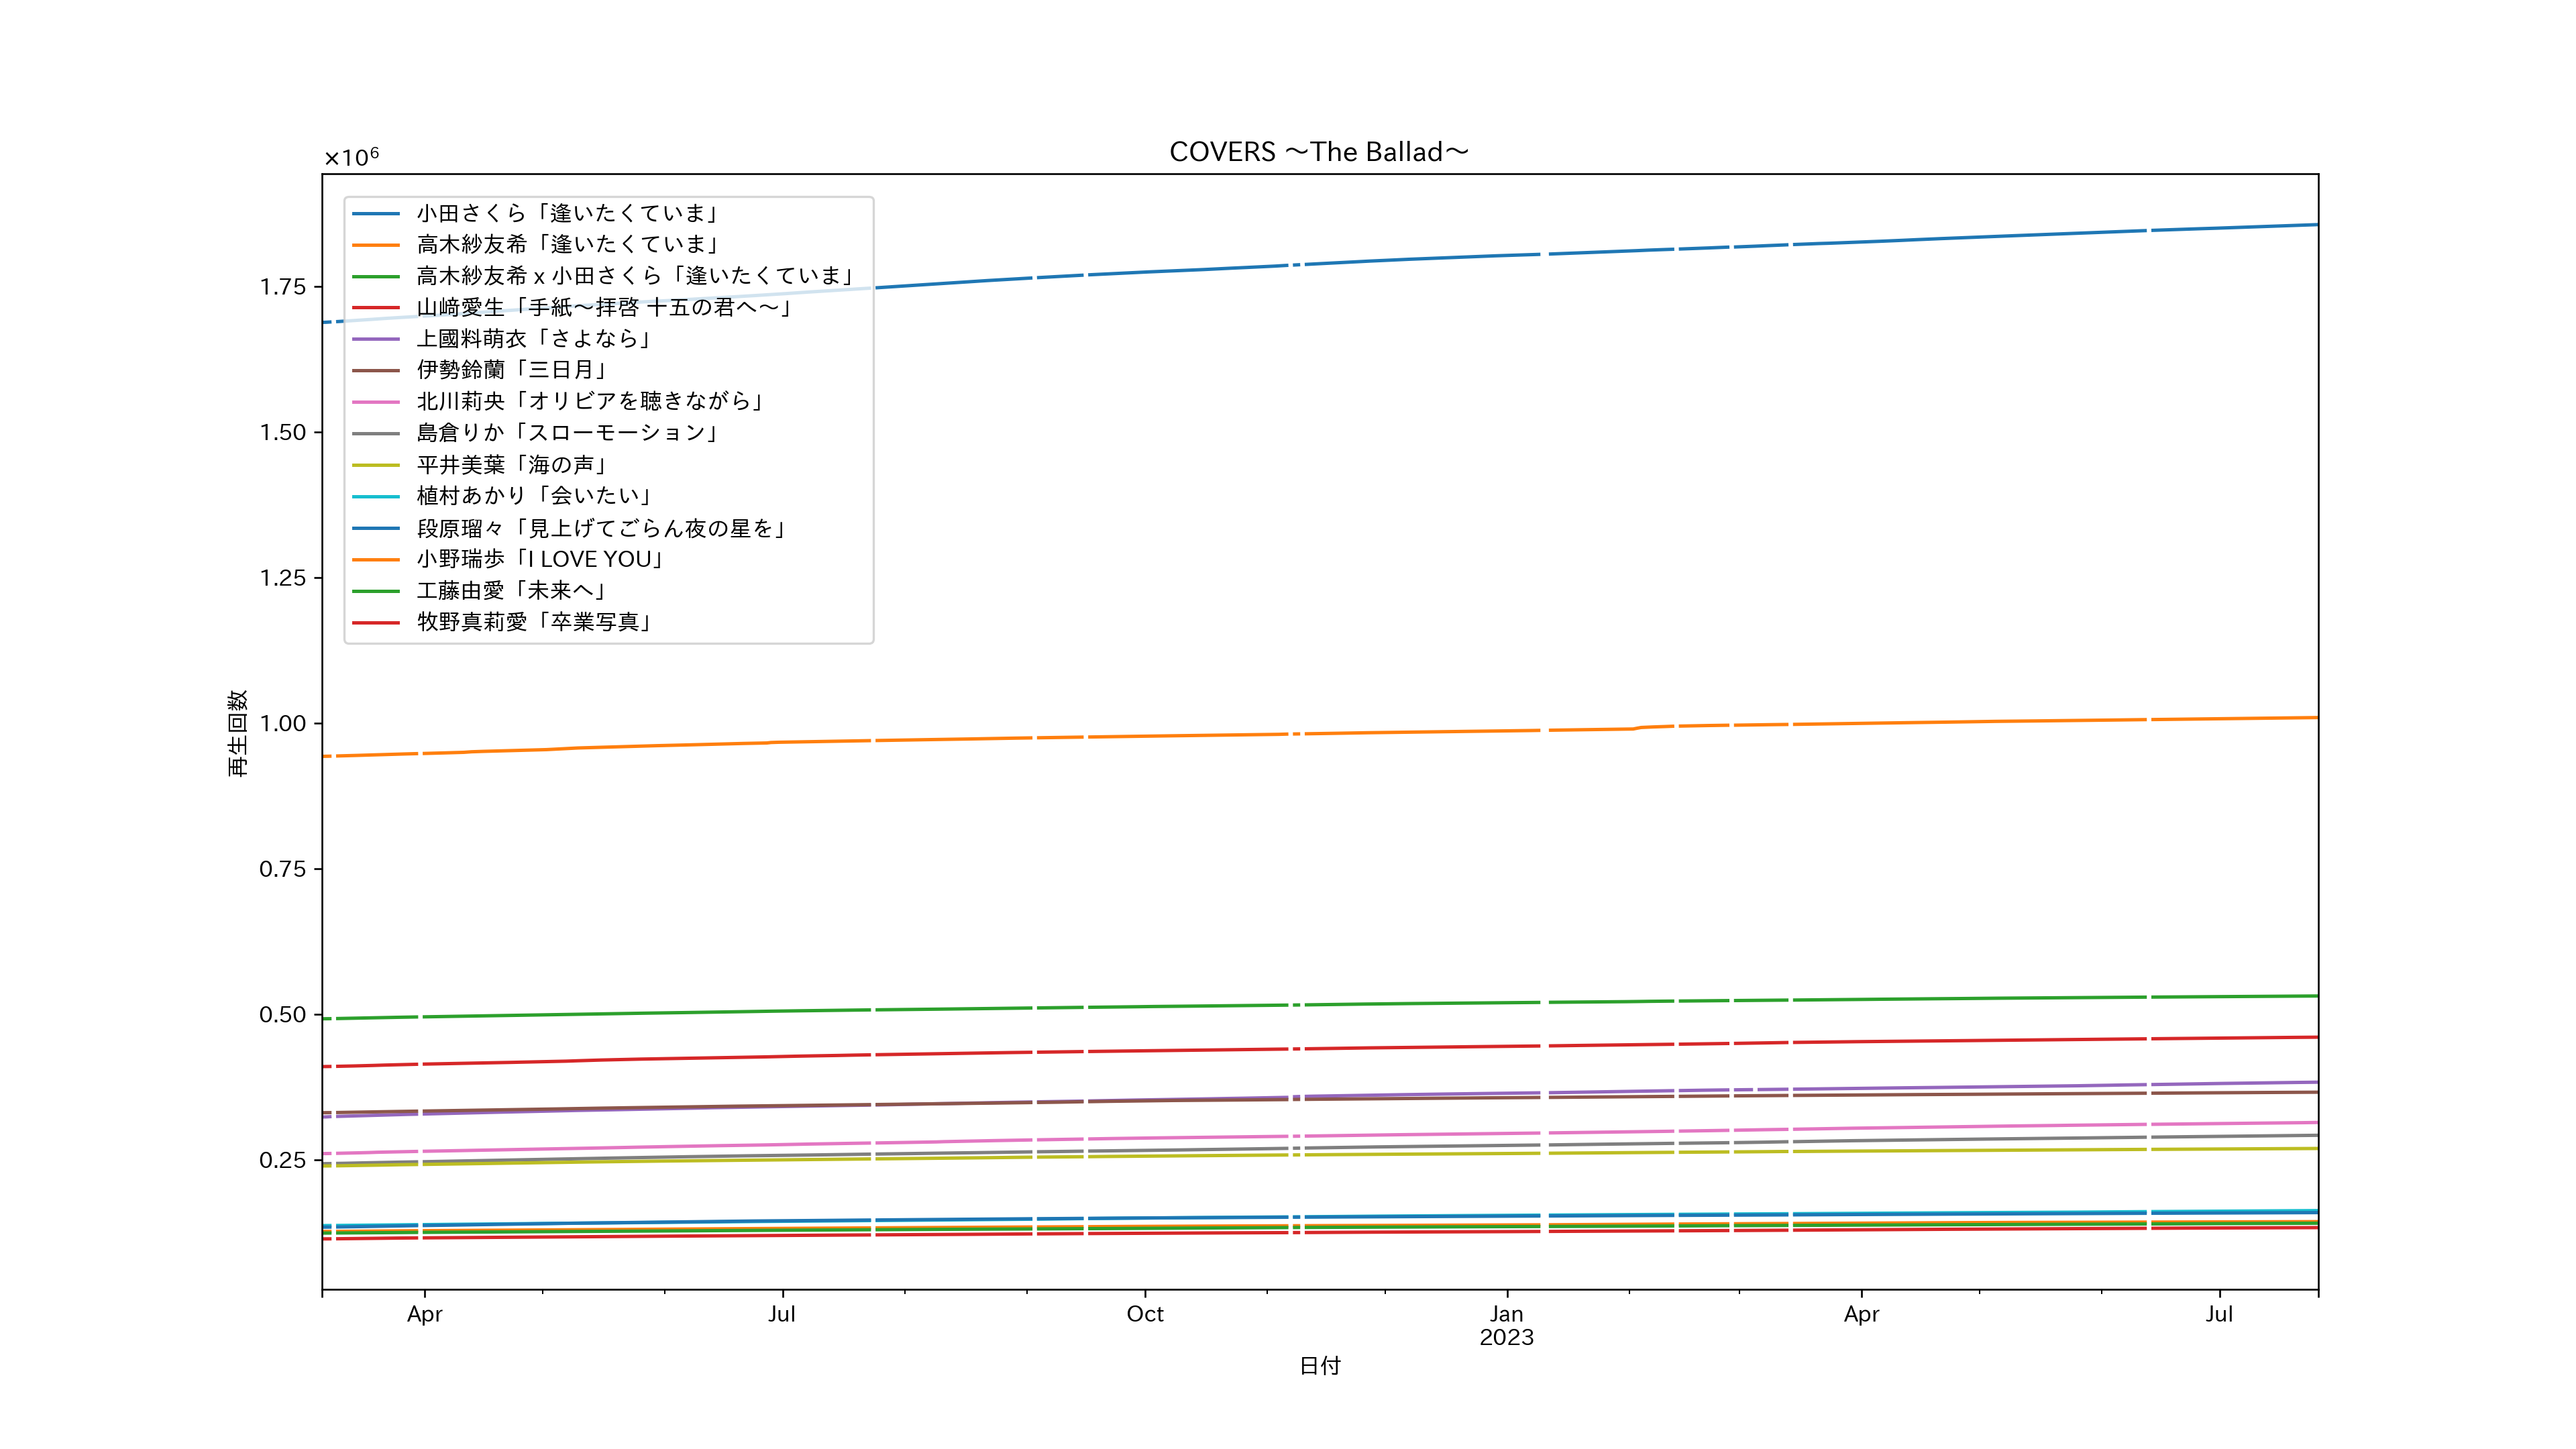 COVERS ～The Ballad～
×10⁶
小田さくら「逢いたくていま」
高木紗友希「逢いたくていま」
高木紗友希 x 小田さくら「逢いたくていま」
山﨑愛生「手紙～拝啓 十五の君へ～」
上國料萌衣「さよなら」
伊勢鈴蘭「三日月」
北川莉央「オリビアを聴きながら」
島倉りか「スローモーション」
平井美葉「海の声」
植村あかり「会いたい」
段原瑠々「見上げてごらん夜の星を」
小野瑞歩「I LOVE YOU」
工藤由愛「未来へ」
牧野真莉愛「卒業写真」
1.75
1.50
1.25
1.00
0.75
0.50
0.25
再生回数
Apr
Jul
Oct
Jan
2023
Apr
Jul
日付